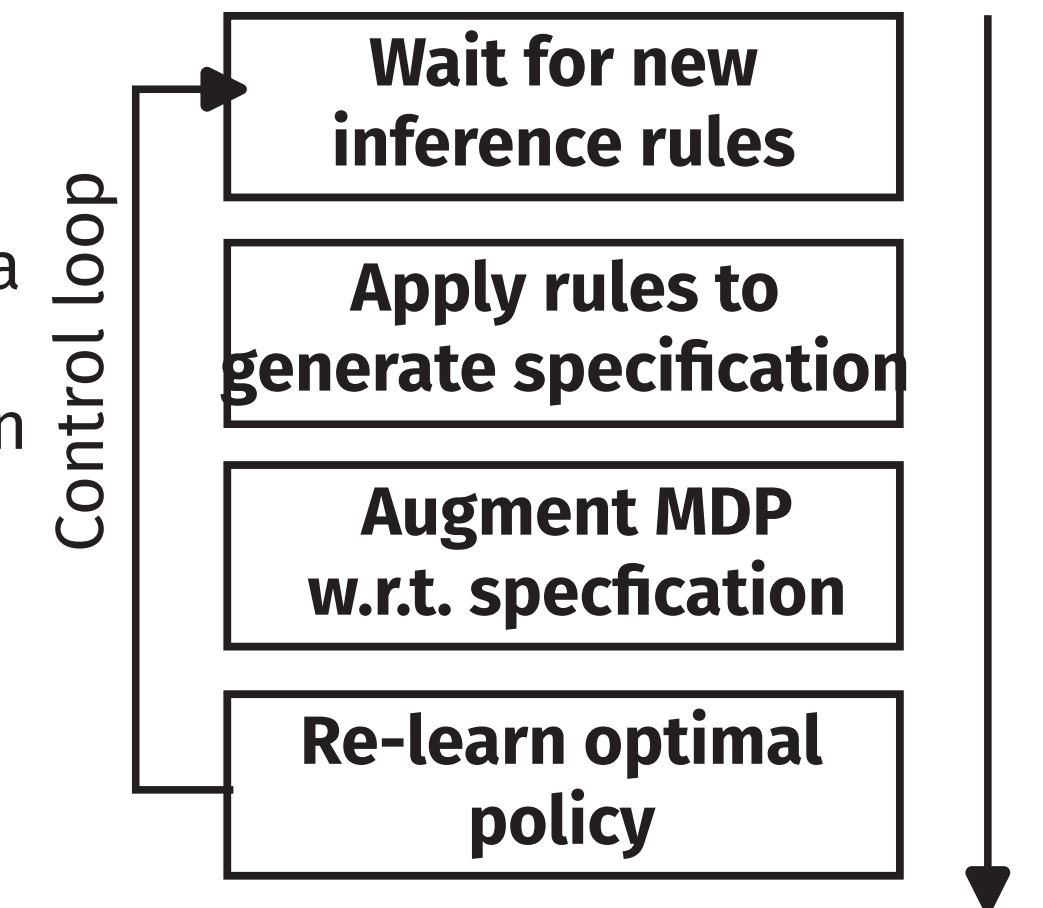 Wait for new
inference rules
Apply rules to
generate specification
Augment MDP
w.r.t. specfication
Re-learn optimal
policy
Control loop
a
n